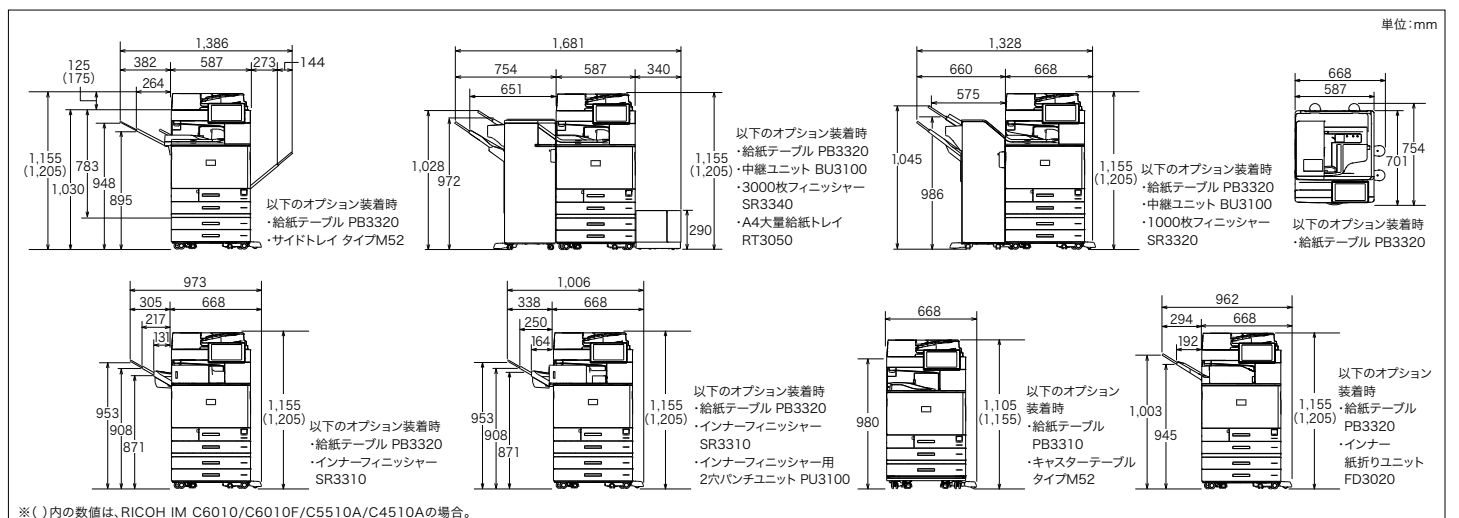 単位:mm
1,386
382 587 273 144
125
(175)
264
1,155
(1,205)
1,030
783
948
895
以下のオプション装着時
・給紙テーブル PB3320
・サイドトレイ タイプM52
1,681
754 587 340
651
1,028
972
1,155
(1,205)
290
以下のオプション装着時
・給紙テーブル PB3320
・中継ユニット BU3100
・3000枚フィニッシャー
SR3340
・A4大量給紙トレイ
RT3050
1,328
660 668
575
1,045
986
1,155
(1,205)
以下のオプション装着時
・給紙テーブル PB3320
・中継ユニット BU3100
・1000枚フィニッシャー
SR3320
668
587
701
754
以下のオプション装着時
・給紙テーブル PB3320
973
305 668
217
131
953
908
871
1,155
(1,205)
以下のオプション装着時
・給紙テーブル PB3320
・インナーフィニッシャー
SR3310
1,006
338 668
250
164
953
908
871
1,155
(1,205)
以下のオプション装着時
・給紙テーブル PB3320
・インナーフィニッシャー
SR3310
・インナーフィニッシャー用
2穴パンチユニット PU3100
668
980
1,105
(1,155)
以下のオプション
装着時
・給紙テーブル
PB3310
・キャスターテーブル
タイプM52
962
294 668
192
1,003
945
1,155
(1,205)
以下のオプション
装着時
・給紙テーブル
PB3320
・インナー
紙折りユニット
FD3020
※( )内の数値は、RICOH IM C6010/C6010F/C5510A/C4510Aの場合。